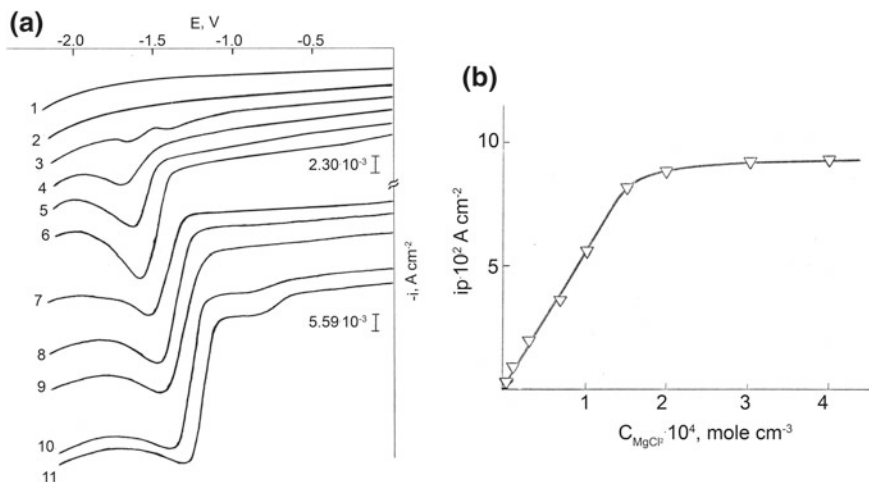 (a)
E, V
-2.0 -1.5 -1.0 -0.5
1
2
3
4
5
6
7
8
9
10
11
2.30·10⁻³
5.59·10⁻³
-i, A cm⁻²
(b)
ip·10² A cm⁻²
10
5
1 2 3 4
C_MgCl²·10⁴, mole cm⁻³